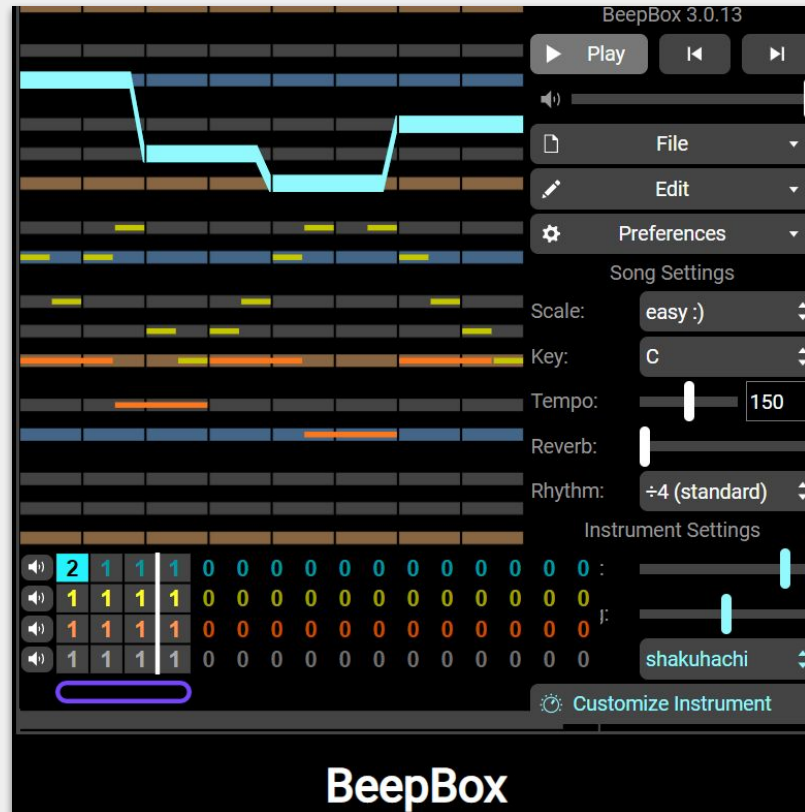 BeepBox 3.0.13
Play
File
Edit
Preferences
Song Settings
Scale: easy :)
Key: C
Tempo: 150
Reverb:
Rhythm: ÷4 (standard)
Instrument Settings
2 1 1 1 0 0 0 0 0 0 0 0 0 0 0 0 :
1 1 1 1 0 0 0 0 0 0 0 0 0 0 0 0
1 1 1 1 0 0 0 0 0 0 0 0 0 0 0 0
1 1 1 1 0 0 0 0 0 0 0 0 0 0 0 0
shakuhachi
Customize Instrument
BeepBox